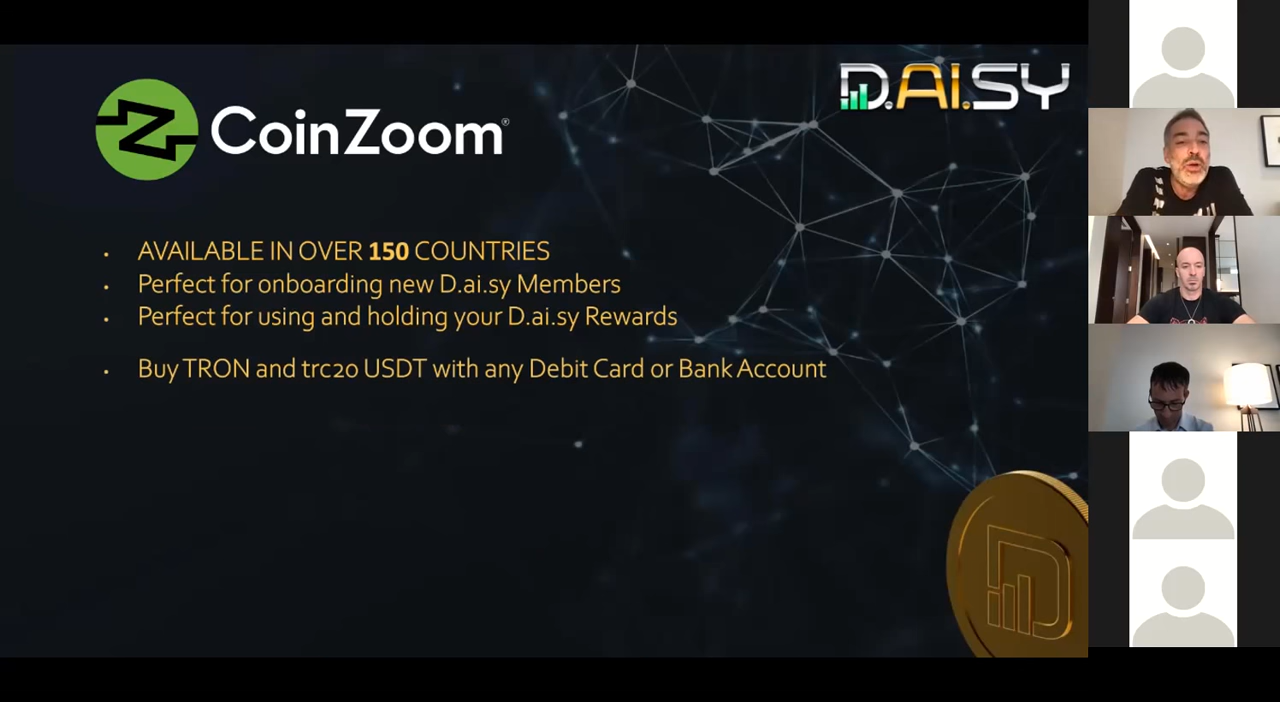 CoinZoom®
D.AI.SY
• AVAILABLE IN OVER 150 COUNTRIES
• Perfect for onboarding new D.ai.sy Members
• Perfect for using and holding your D.ai.sy Rewards
• Buy TRON and trc20 USDT with any Debit Card or Bank Account